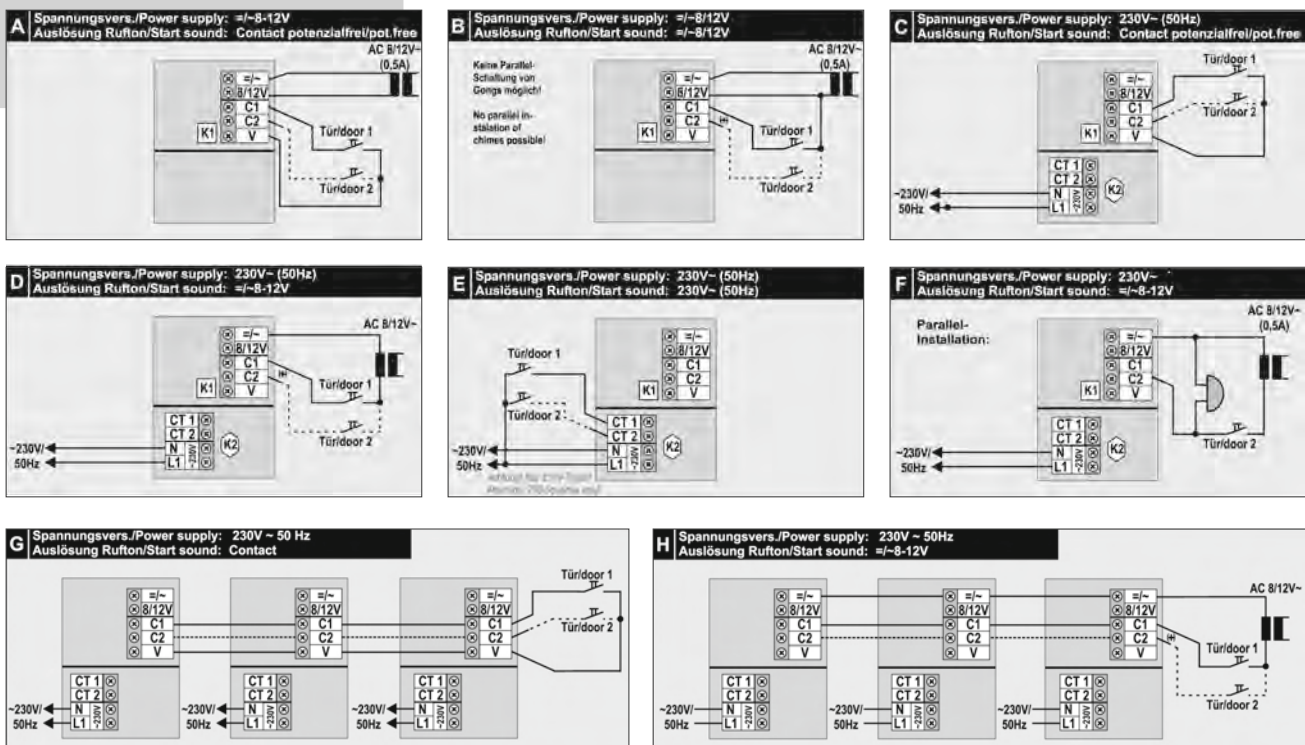 A
Spannungsvers./Power supply: =/~8-12V
Auslösung Rufton/Start sound: Contact potenzialfrei/pot.free
AC 8/12V~
(0,5A)
=/~
8/12V
C1
C2
V
K1
Tür/door 1
Tür/door 2
B
Spannungsvers./Power supply: =/~8/12V
Auslösung Rufton/Start sound: =/~8/12V
Keine Parallel-
Schaltung von
Gongs möglich!
No parallel in-
stalation of
chimes possible!
AC 8/12V~
(0,5A)
=/~
8/12V
C1
C2
V
K1
Tür/door 1
Tür/door 2
C
Spannungsvers./Power supply: 230V~ (50Hz)
Auslösung Rufton/Start sound: Contact potenzialfrei/pot.free
Tür/door 1
=/~
8/12V
C1
C2
V
K1
Tür/door 2
CT 1
CT 2
N
L1
~230V
K2
~230V/
50Hz
D
Spannungsvers./Power supply: 230V~ (50Hz)
Auslösung Rufton/Start sound: =/~8-12V
AC 8/12V~
=/~
8/12V
C1
C2
V
K1
Tür/door 1
Tür/door 2
CT 1
CT 2
N
L1
~230V
K2
~230V/
50Hz
E
Spannungsvers./Power supply: 230V~ (50Hz)
Auslösung Rufton/Start sound: 230V~ (50Hz)
Tür/door 1
Tür/door 2
=/~
8/12V
C1
C2
V
K1
CT 1
CT 2
N
L1
~230V
K2
~230V/
50Hz
F
Spannungsvers./Power supply: 230V~
Auslösung Rufton/Start sound: =/~8-12V
Parallel-
Installation:
AC 8/12V~
(0,5A)
=/~
8/12V
C1
C2
V
K1
Tür/door 2
CT 1
CT 2
N
L1
~230V
K2
~230V/
50Hz
G
Spannungsvers./Power supply: 230V ~ 50 Hz
Auslösung Rufton/Start sound: Contact
Tür/door 1
Tür/door 2
=/~
8/12V
C1
C2
V
=/~
8/12V
C1
C2
V
=/~
8/12V
C1
C2
V
CT 1
CT 2
N
L1
~230V
~230V/
50Hz
CT 1
CT 2
N
L1
~230V
~230V/
50Hz
CT 1
CT 2
N
L1
~230V
~230V/
50Hz
H
Spannungsvers./Power supply: 230V ~ 50Hz
Auslösung Rufton/Start sound: =/~8-12V
AC 8/12V~
=/~
8/12V
C1
C2
V
=/~
8/12V
C1
C2
V
=/~
8/12V
C1
C2
V
Tür/door 1
Tür/door 2
CT 1
CT 2
N
L1
~230V
~230V/
50Hz
CT 1
CT 2
N
L1
~230V
~230V/
50Hz
CT 1
CT 2
N
L1
~230V
~230V/
50Hz